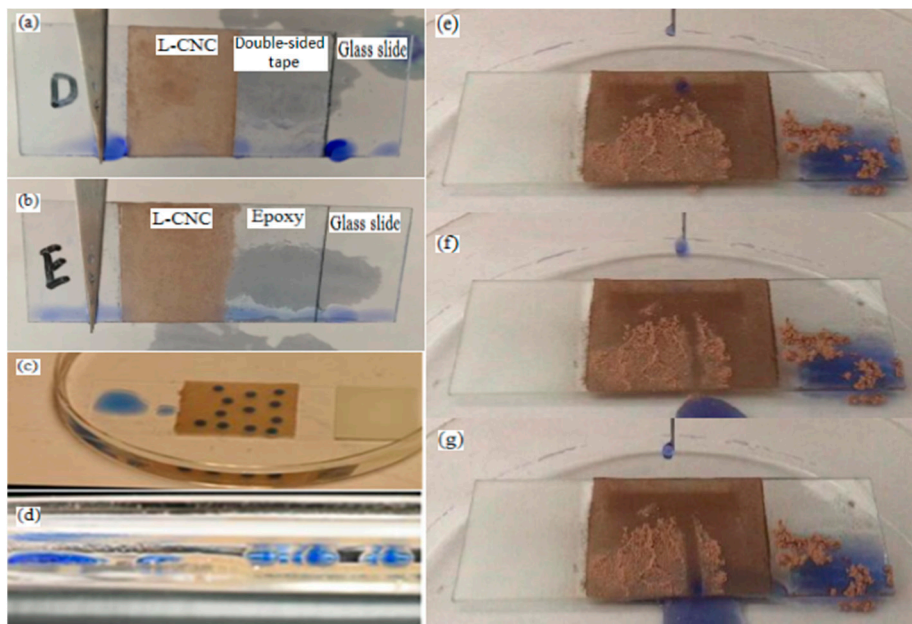 (a)
L-CNC
Double-sided
tape
Glass slide
D
(b)
L-CNC
Epoxy
Glass slide
E
(c)
(d)
(e)
(f)
(g)